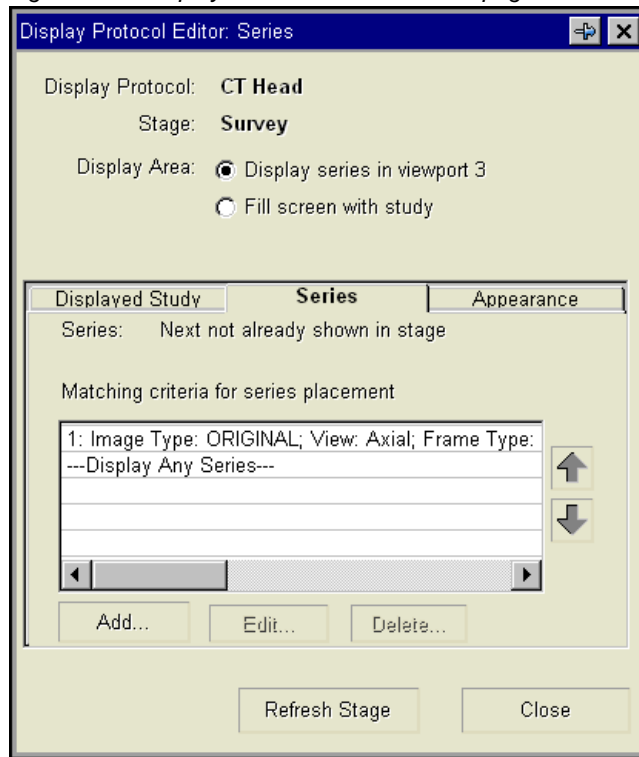 Display Protocol Editor: Series
Display Protocol: CT Head
Stage: Survey
Display Area: Display series in viewport 3
Fill screen with study
Displayed Study Series Appearance
Series: Next not already shown in stage
Matching criteria for series placement
1: Image Type: ORIGINAL; View: Axial; Frame Type:
---Display Any Series---
Add... Edit... Delete...
Refresh Stage Close